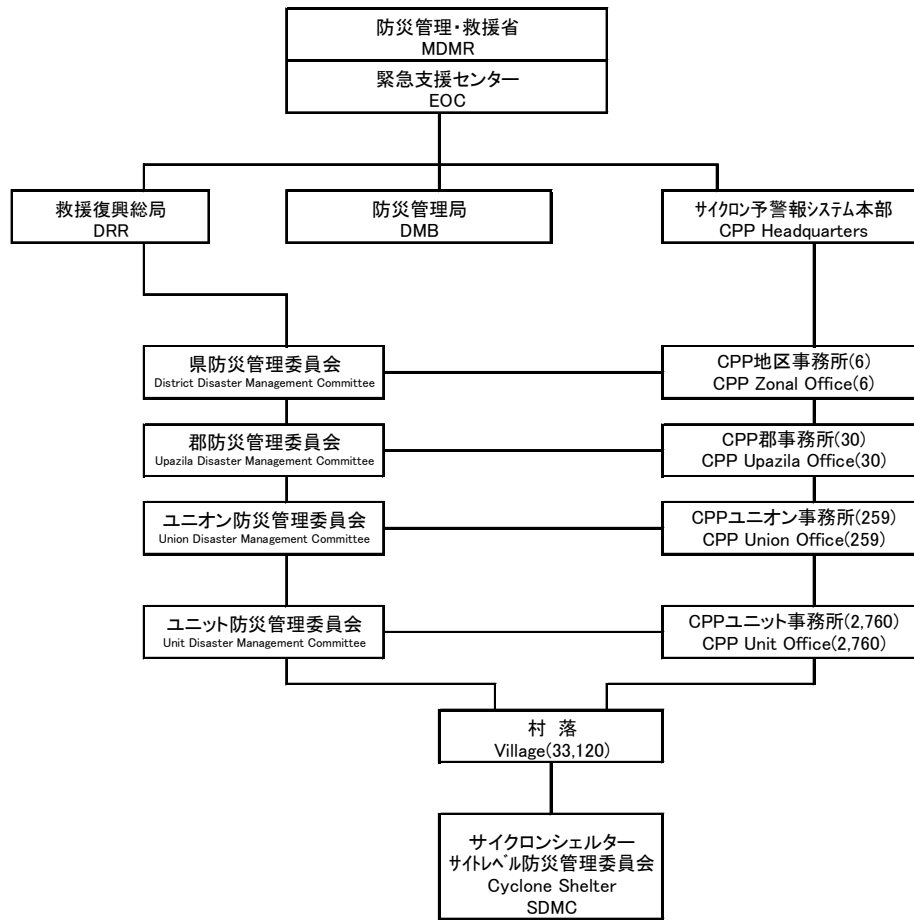 防災管理・救援省
MDMR
緊急支援センター
EOC
救援復興総局
DRR
防災管理局
DMB
サイクロン予警報システム本部
CPP Headquarters
県防災管理委員会
District Disaster Management Committee
CPP地区事務所(6)
CPP Zonal Office(6)
郡防災管理委員会
Upazila Disaster Management Committee
CPP郡事務所(30)
CPP Upazila Office(30)
ユニオン防災管理委員会
Union Disaster Management Committee
CPPユニオン事務所(259)
CPP Union Office(259)
ユニット防災管理委員会
Unit Disaster Management Committee
CPPユニット事務所(2,760)
CPP Unit Office(2,760)
村 落
Village(33,120)
サイクロンシェルター
サイトレベル防災管理委員会
Cyclone Shelter
SDMC